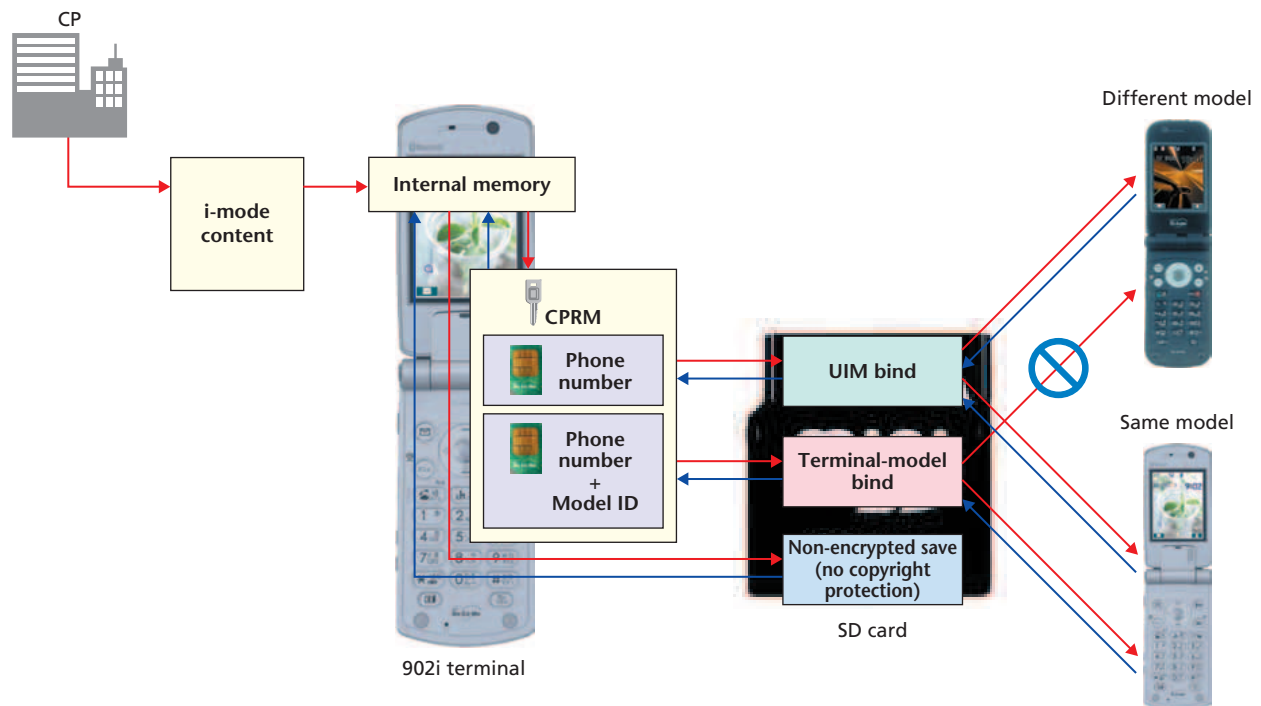 CP
Different model
Internal memory
i-mode
content
CPRM
Phone
number
UIM bind
Same model
Phone
number
+
Model ID
Terminal-model
bind
Non-encrypted save
(no copyright
protection)
SD card
902i terminal